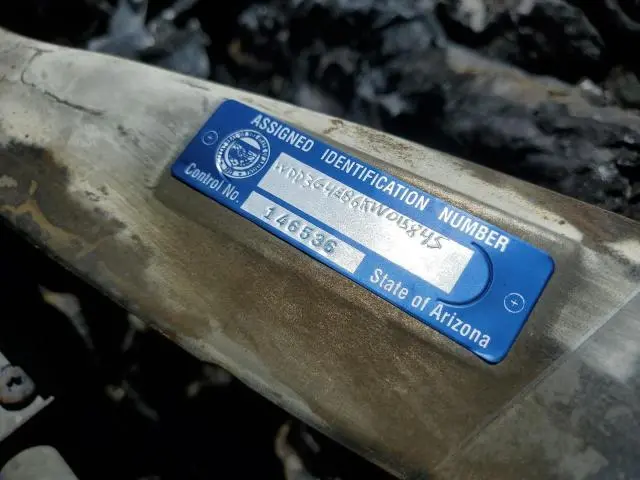 ASSIGNED IDENTIFICATION NUMBER
Control No.
146536
State of Arizona